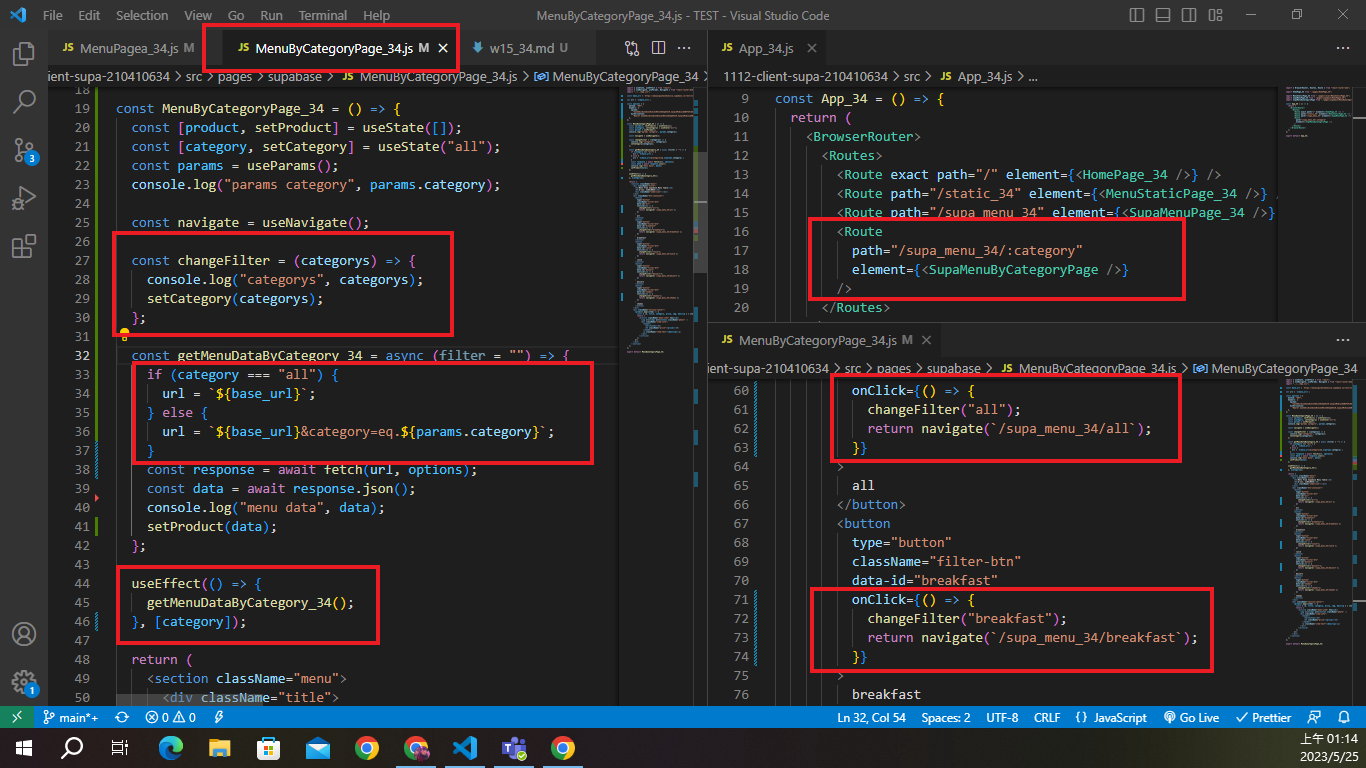 File Edit Selection View Go Run Terminal Help
MenuByCategoryPage_34.js - TEST - Visual Studio Code
MenuPagea_34.js M
MenuByCategoryPage_34.js M
w15_34.md U
ient-supa-210410634 > src > pages > supabase > JS MenuByCategoryPage_34.js > MenuByCategoryPage_34
18
19 const MenuByCategoryPage_34 = () => {
20 const [product, setProduct] = useState([]);
21 const [category, setCategory] = useState("all");
22 const params = useParams();
23 console.log("params category", params.category);
24
25 const navigate = useNavigate();
26
27 const changeFilter = (categorys) => {
28 console.log("categorys", categorys);
29 setCategory(categorys);
30 };
31
32 const getMenuDataByCategory_34 = async (filter = "") => {
33 if (category === "all") {
34 url = `${base_url}`;
35 } else {
36 url = `${base_url}&category=eq.${params.category}`;
37 }
38 const response = await fetch(url, options);
39 const data = await response.json();
40 console.log("menu data", data);
41 setProduct(data);
42 };
43
44 useEffect(() => {
45 getMenuDataByCategory_34();
46 }, [category]);
47
48 return (
49 <section className="menu">
50 <div className="title">
JS App_34.js
1112-client-supa-210410634 > src > JS App_34.js > ...
9 const App_34 = () => {
10 return (
11 <BrowserRouter>
12 <Routes>
13 <Route exact path="/" element={<HomePage_34 />} />
14 <Route path="/static_34" element={<MenuStaticPage_34 />} /
15 <Route path="/supa_menu_34" element={<SupaMenuPage_34 />}
16 <Route
17 path="/supa_menu_34/:category"
18 element={<SupaMenuByCategoryPage />}
19 />
20 </Routes>
JS MenuByCategoryPage_34.js M
ient-supa-210410634 > src > pages > supabase > JS MenuByCategoryPage_34.js > MenuByCategoryPage_34
60 onClick={() => {
61 changeFilter("all");
62 return navigate(`/supa_menu_34/all`);
63 }}
64 >
65 all
66 </button>
67 <button
68 type="button"
69 className="filter-btn"
70 data-id="breakfast"
71 onClick={() => {
72 changeFilter("breakfast");
73 return navigate(`/supa_menu_34/breakfast`);
74 }}
75 >
76 breakfast
3
1
main*+ 0 0
Ln 32, Col 54 Spaces: 2 UTF-8 CRLF {} JavaScript Go Live Prettier
上午 01:14
2023/5/25